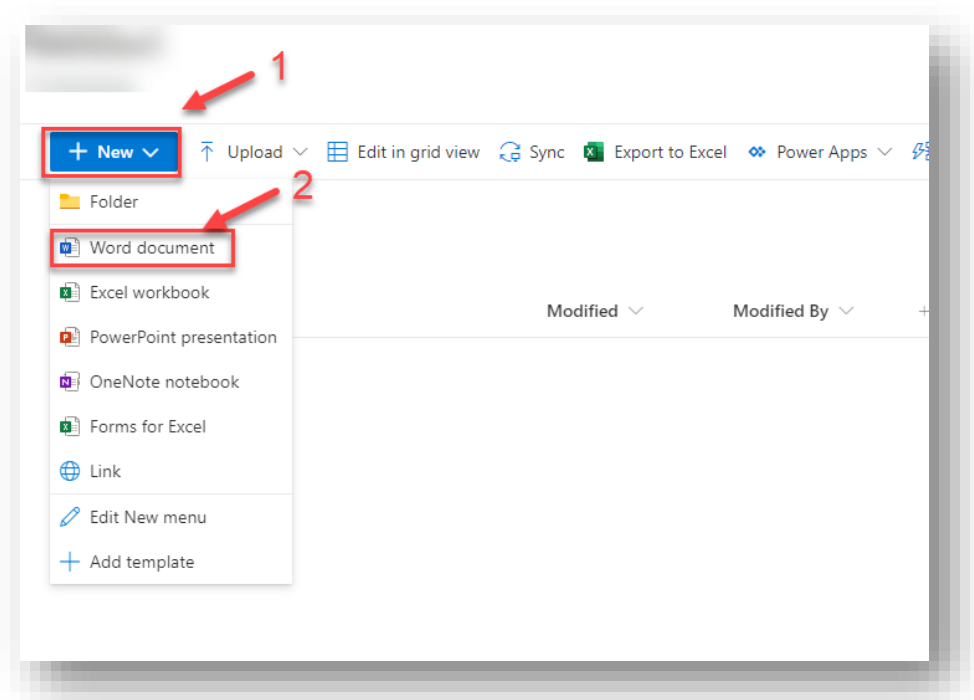 1
New Upload Edit in grid view Sync Export to Excel Power Apps
2
Folder
Word document
Excel workbook
Modified Modified By
PowerPoint presentation
OneNote notebook
Forms for Excel
Link
Edit New menu
Add template